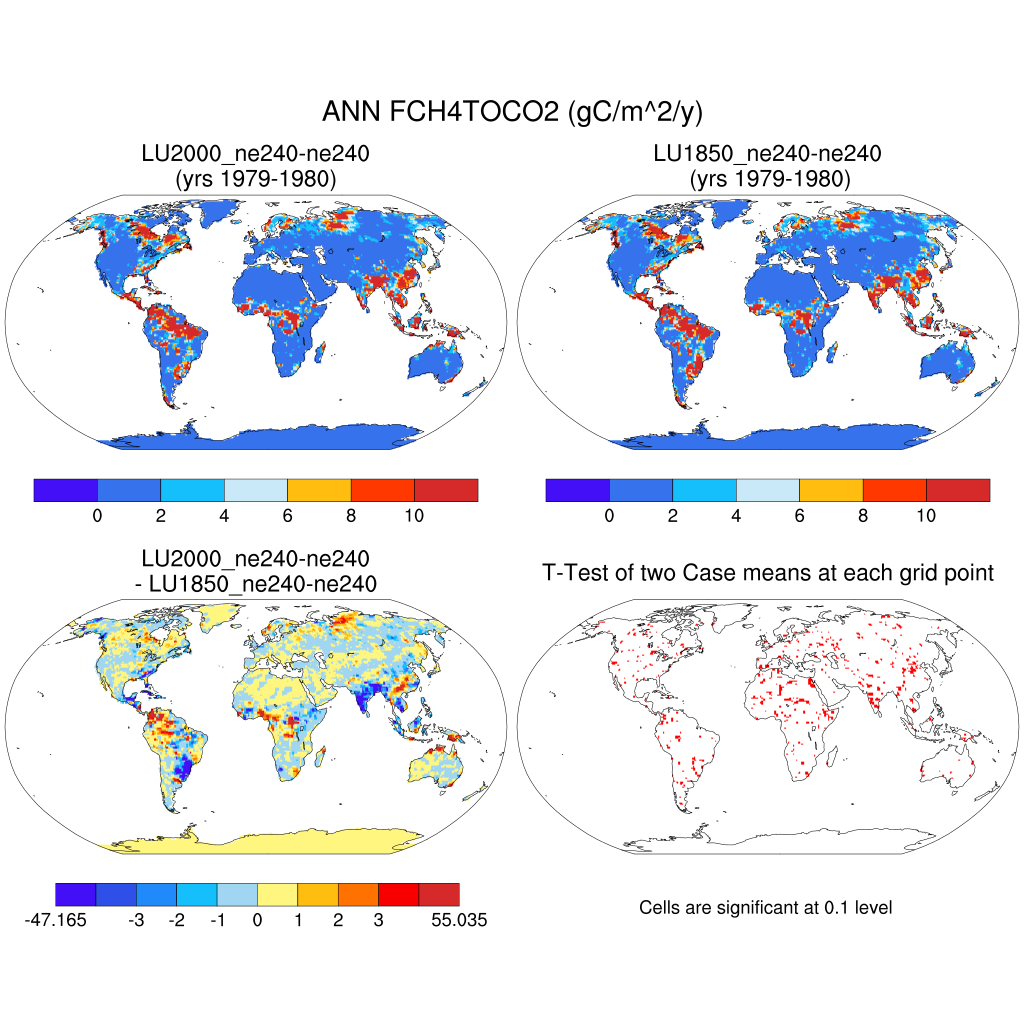 ANN FCH4TOCO2 (gC/m^2/y)
LU2000_ne240-ne240
(yrs 1979-1980)
LU1850_ne240-ne240
(yrs 1979-1980)
0 2 4 6 8 10
0 2 4 6 8 10
LU2000_ne240-ne240
- LU1850_ne240-ne240
T-Test of two Case means at each grid point
-47.165 -3 -2 -1 0 1 2 3 55.035
Cells are significant at 0.1 level